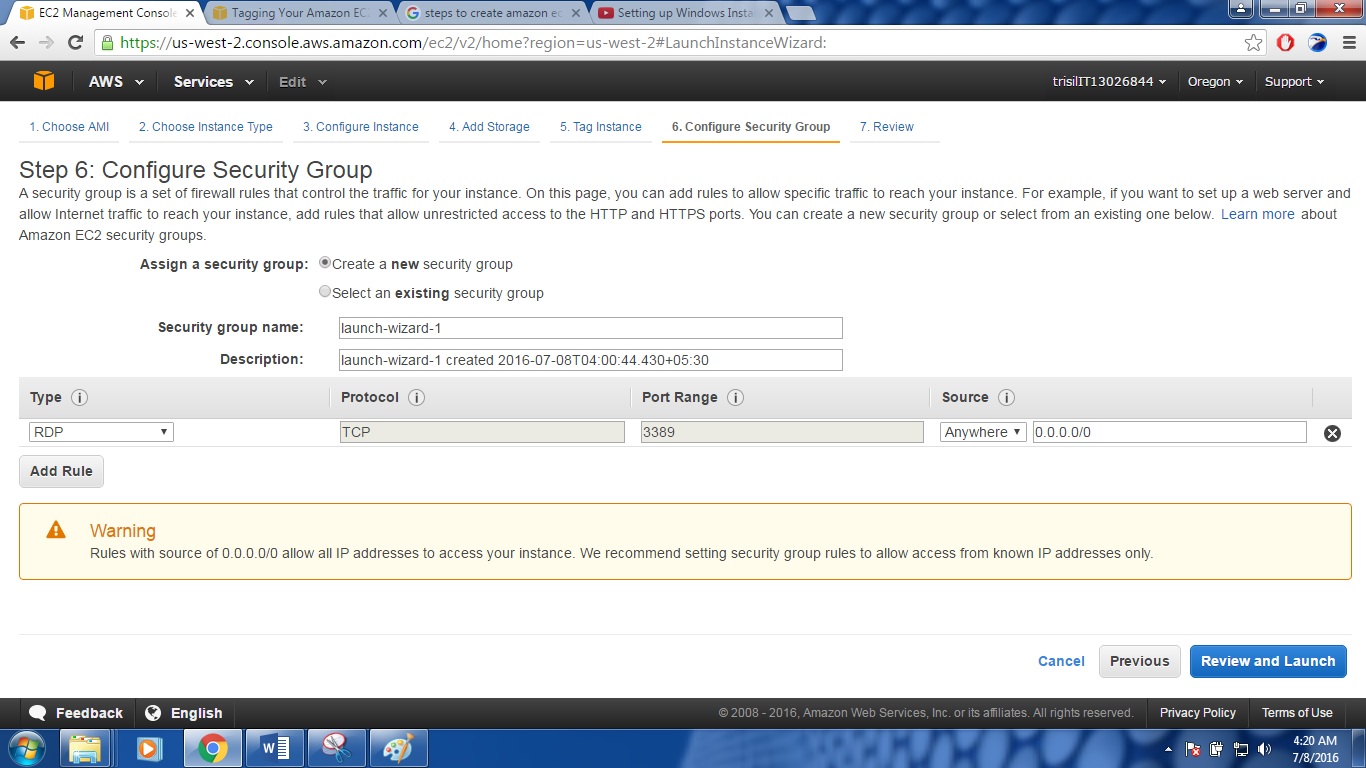 EC2 Management Console
Tagging Your Amazon EC2
steps to create amazon ec
Setting up Windows Insta
https://us-west-2.console.aws.amazon.com/ec2/v2/home?region=us-west-2#LaunchInstanceWizard:
AWS Services Edit trisilIT13026844 Oregon Support
1. Choose AMI 2. Choose Instance Type 3. Configure Instance 4. Add Storage 5. Tag Instance 6. Configure Security Group 7. Review
Step 6: Configure Security Group
A security group is a set of firewall rules that control the traffic for your instance. On this page, you can add rules to allow specific traffic to reach your instance. For example, if you want to set up a web server and
allow Internet traffic to reach your instance, add rules that allow unrestricted access to the HTTP and HTTPS ports. You can create a new security group or select from an existing one below. Learn more about
Amazon EC2 security groups.
Assign a security group: Create a new security group
Select an existing security group
Security group name: launch-wizard-1
Description: launch-wizard-1 created 2016-07-08T04:00:44.430+05:30
Type i Protocol i Port Range i Source i
RDP TCP 3389 Anywhere 0.0.0.0/0
Add Rule
Warning
Rules with source of 0.0.0.0/0 allow all IP addresses to access your instance. We recommend setting security group rules to allow access from known IP addresses only.
Cancel Previous Review and Launch
Feedback English © 2008 - 2016, Amazon Web Services, Inc. or its affiliates. All rights reserved. Privacy Policy Terms of Use
4:20 AM
7/8/2016